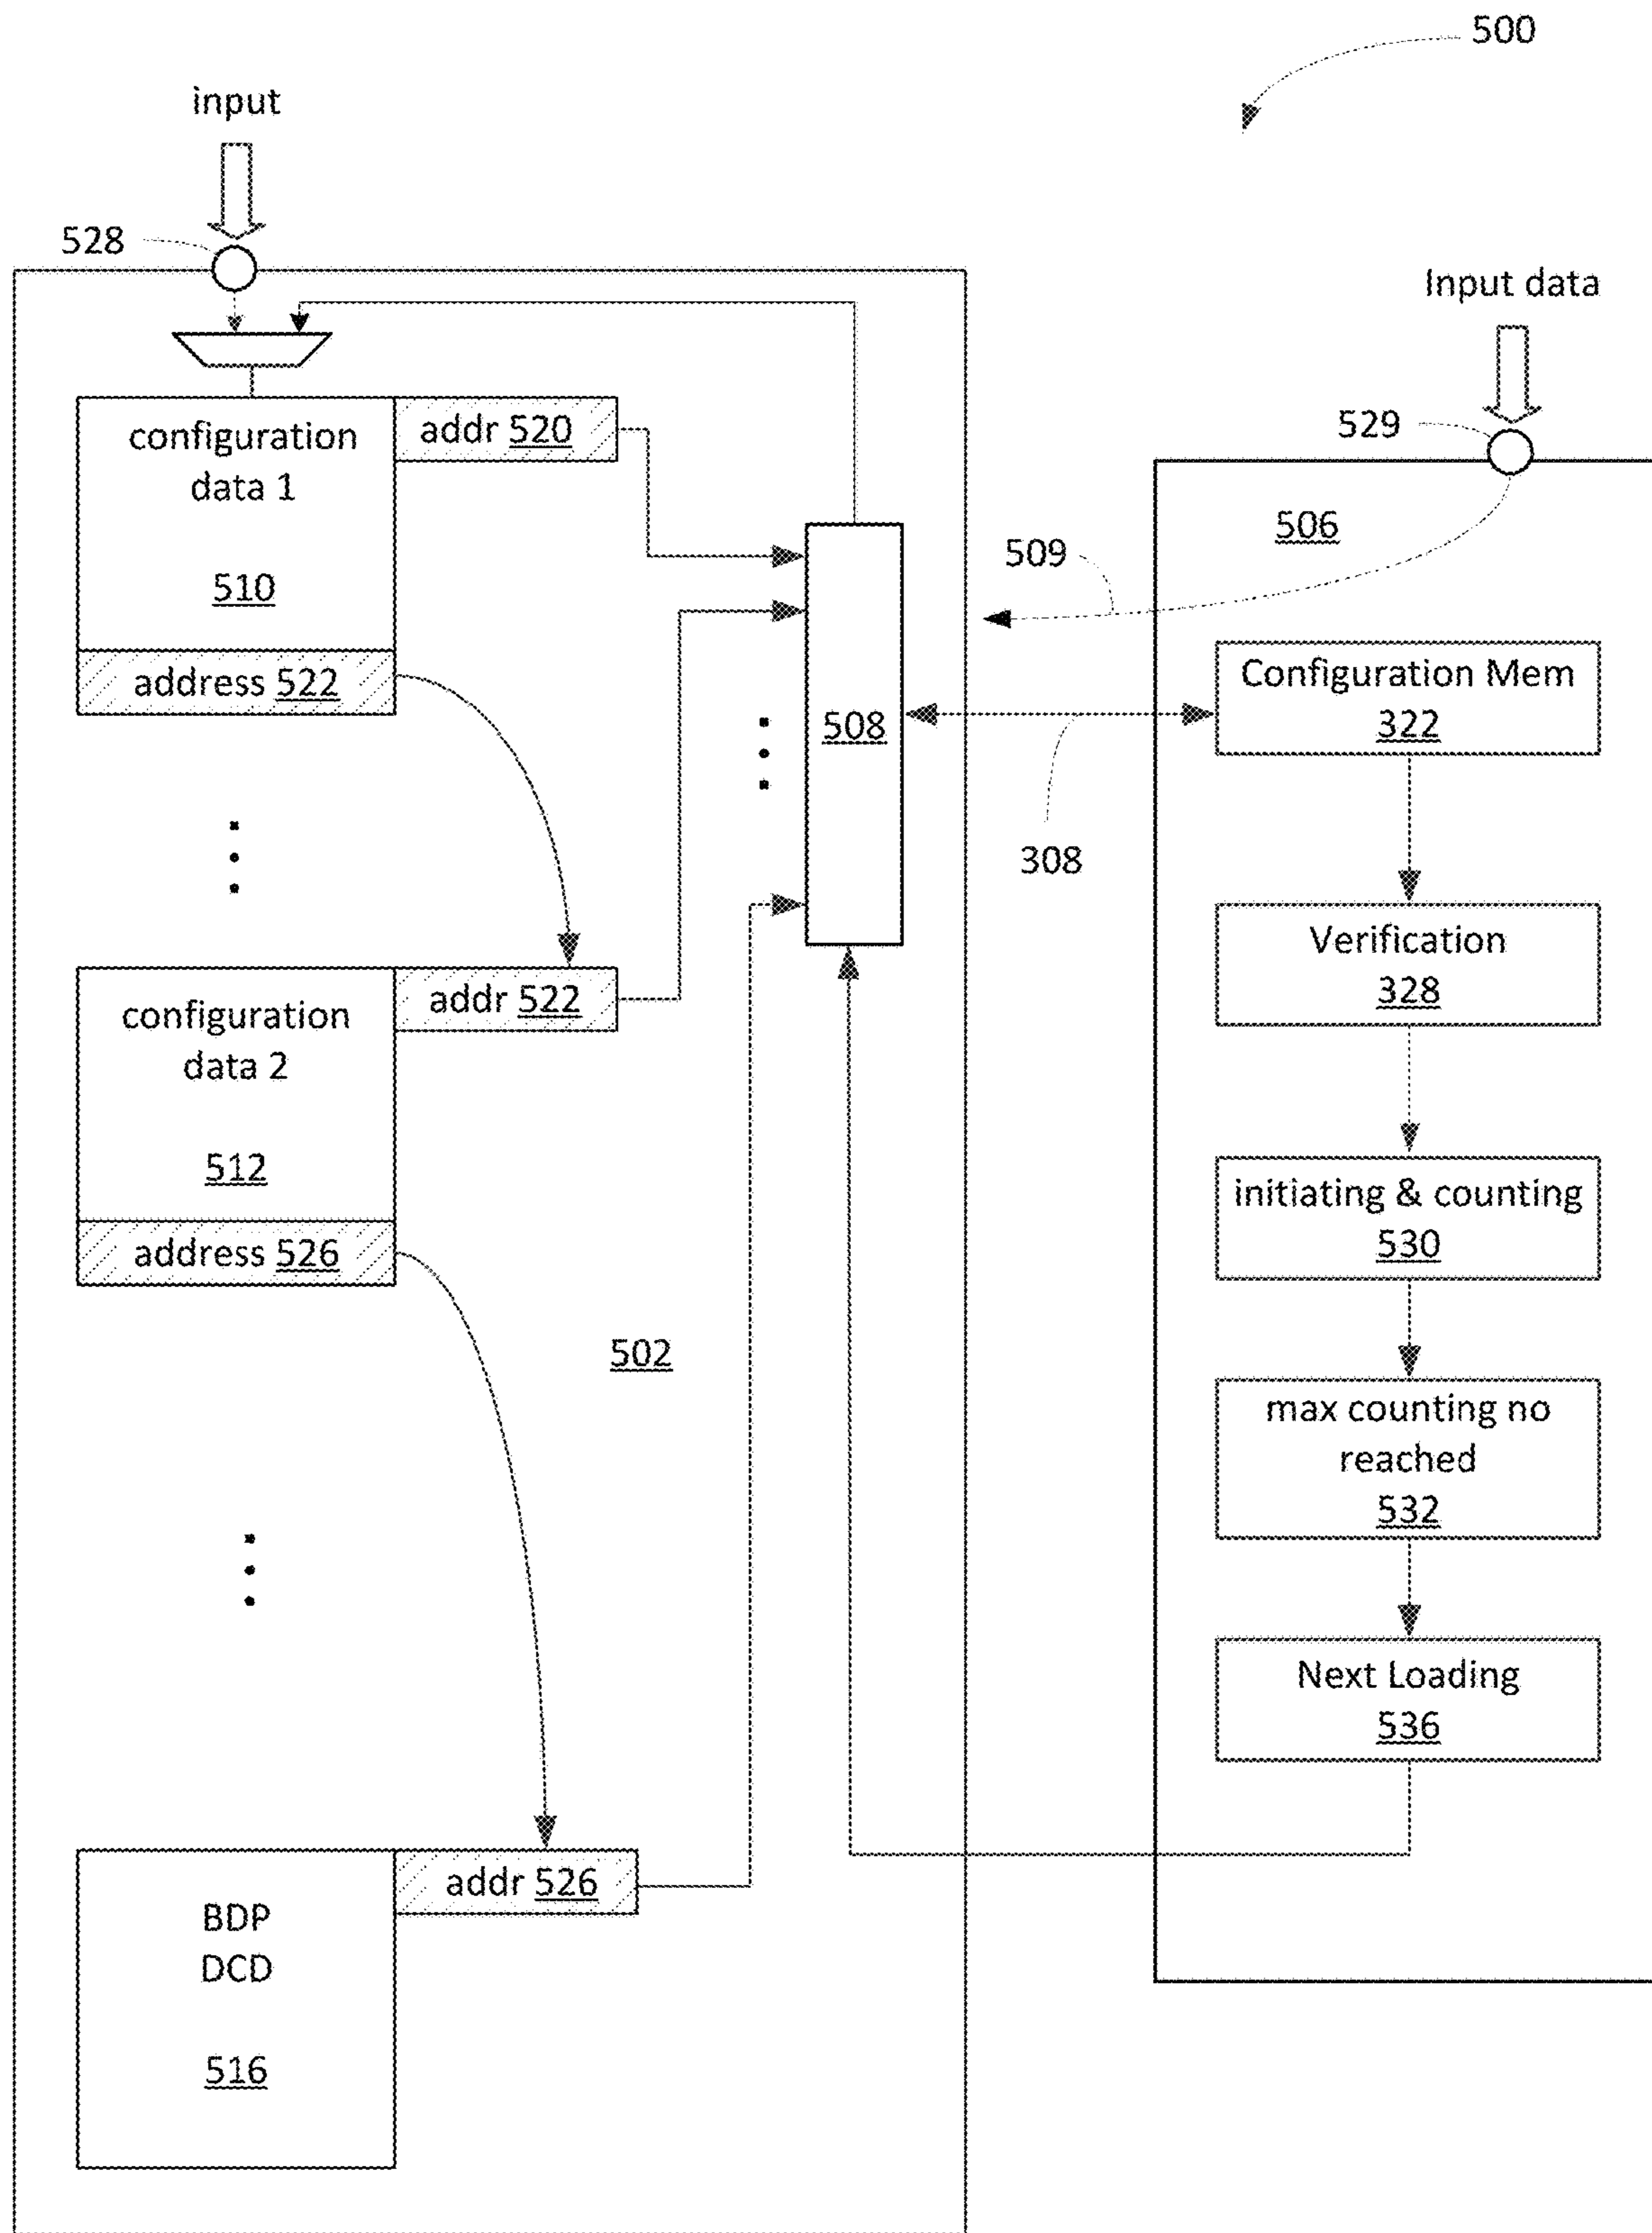 500
input
528
Input data
529
configuration
data 1
510
addr 520
address 522
506
509
508
308
Configuration Mem
322
Verification
328
configuration
data 2
512
addr 522
address 526
502
initiating & counting
530
max counting no
reached
532
Next Loading
536
BDP
DCD
516
addr 526